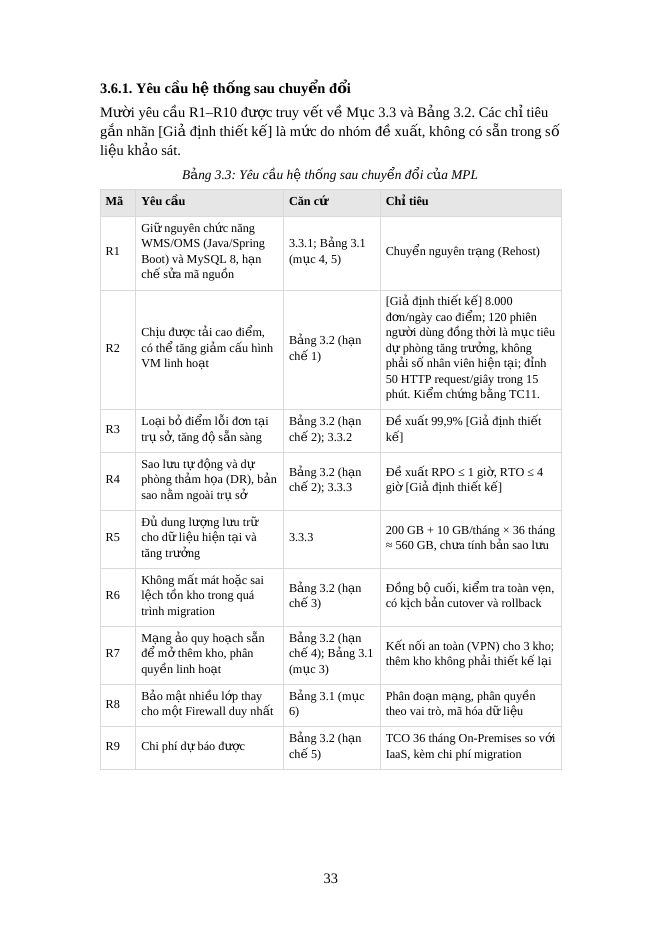 3.6.1. Yêu cầu hệ thống sau chuyển đổi
Mười yêu cầu R1–R10 được truy vết về Mục 3.3 và Bảng 3.2. Các chỉ tiêu
gắn nhãn [Giả định thiết kế] là mức do nhóm đề xuất, không có sẵn trong số
liệu khảo sát.
Bảng 3.3: Yêu cầu hệ thống sau chuyển đổi của MPL
Mã Yêu cầu Căn cứ Chỉ tiêu
R1
Giữ nguyên chức năng
WMS/OMS (Java/Spring
Boot) và MySQL 8, hạn
chế sửa mã nguồn
3.3.1; Bảng 3.1
(mục 4, 5)
Chuyển nguyên trạng (Rehost)
R2
Chịu được tải cao điểm,
có thể tăng giảm cấu hình
VM linh hoạt
Bảng 3.2 (hạn
chế 1)
[Giả định thiết kế] 8.000
đơn/ngày cao điểm; 120 phiên
người dùng đồng thời là mục tiêu
dự phòng tăng trưởng, không
phải số nhân viên hiện tại; đỉnh
50 HTTP request/giây trong 15
phút. Kiểm chứng bằng TC11.
R3
Loại bỏ điểm lỗi đơn tại
trụ sở, tăng độ sẵn sàng
Bảng 3.2 (hạn
chế 2); 3.3.2
Đề xuất 99,9% [Giả định thiết
kế]
R4
Sao lưu tự động và dự
phòng thảm họa (DR), bản
sao nằm ngoài trụ sở
Bảng 3.2 (hạn
chế 2); 3.3.3
Đề xuất RPO ≤ 1 giờ, RTO ≤ 4
giờ [Giả định thiết kế]
R5
Đủ dung lượng lưu trữ
cho dữ liệu hiện tại và
tăng trưởng
3.3.3
200 GB + 10 GB/tháng × 36 tháng
≈ 560 GB, chưa tính bản sao lưu
R6
Không mất mát hoặc sai
lệch tồn kho trong quá
trình migration
Bảng 3.2 (hạn
chế 3)
Đồng bộ cuối, kiểm tra toàn vẹn,
có kịch bản cutover và rollback
R7
Mạng ảo quy hoạch sẵn
để mở thêm kho, phân
quyền linh hoạt
Bảng 3.2 (hạn
chế 4); Bảng 3.1
(mục 3)
Kết nối an toàn (VPN) cho 3 kho;
thêm kho không phải thiết kế lại
R8
Bảo mật nhiều lớp thay
cho một Firewall duy nhất
Bảng 3.1 (mục
6)
Phân đoạn mạng, phân quyền
theo vai trò, mã hóa dữ liệu
R9
Chi phí dự báo được
Bảng 3.2 (hạn
chế 5)
TCO 36 tháng On-Premises so với
IaaS, kèm chi phí migration
33